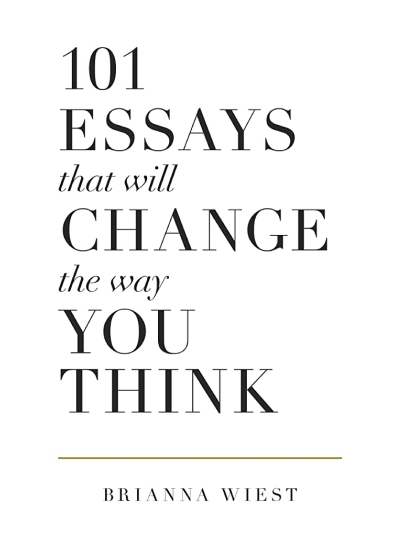 101
ESSAYS
that will
CHANGE
the way
YOU
THINK
BRIANNA WIEST